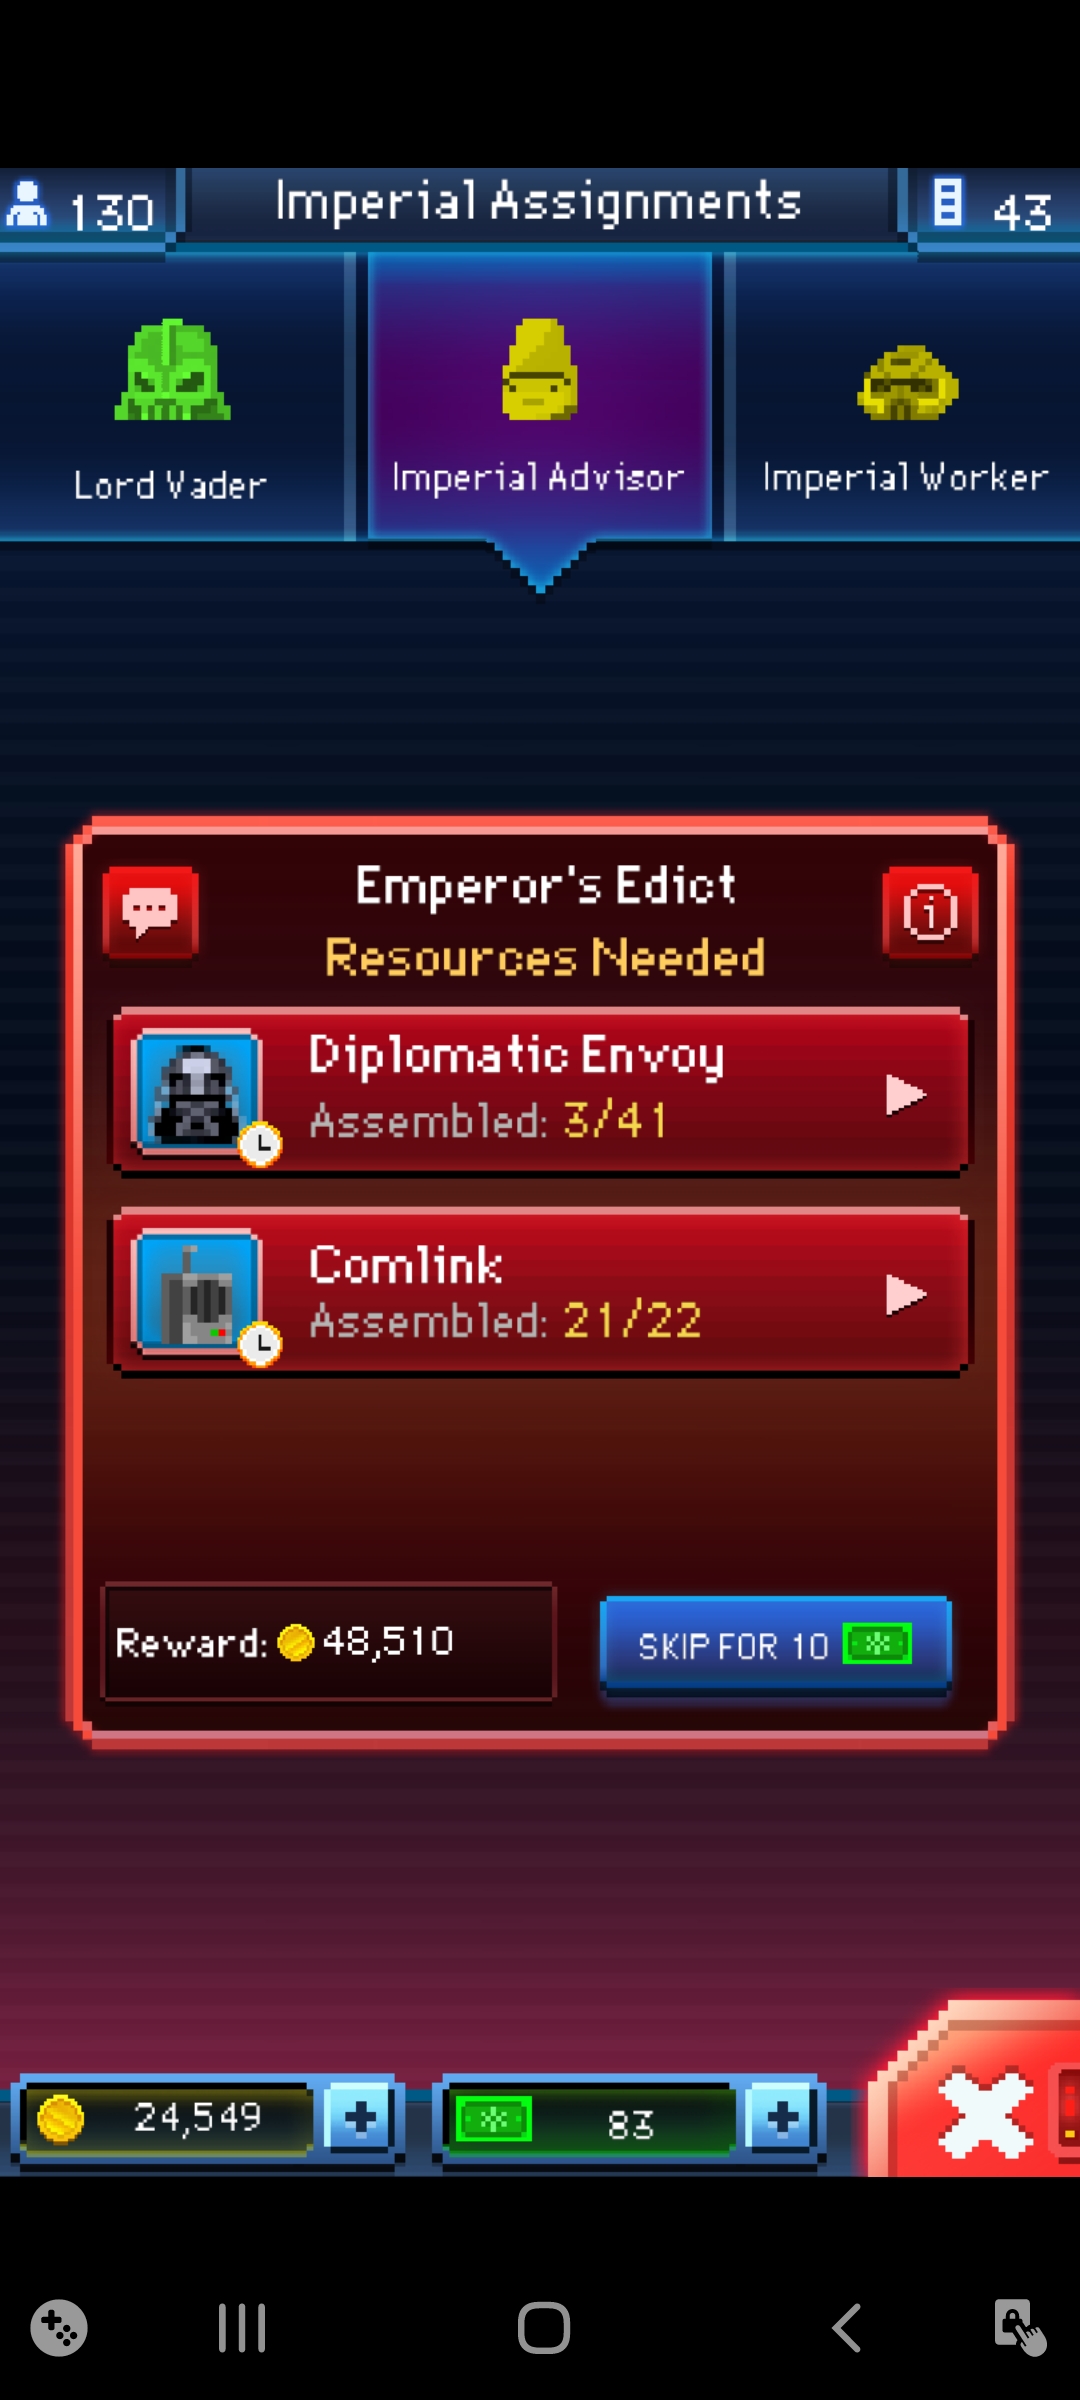 130
Imperial Assignments
43
Lord Vader
Imperial Advisor
Imperial Worker
Emperor's Edict
Resources Needed
Diplomatic Envoy
Assembled: 3/41
Comlink
Assembled: 21/22
Reward: 48,510
SKIP FOR 10
24,549
83